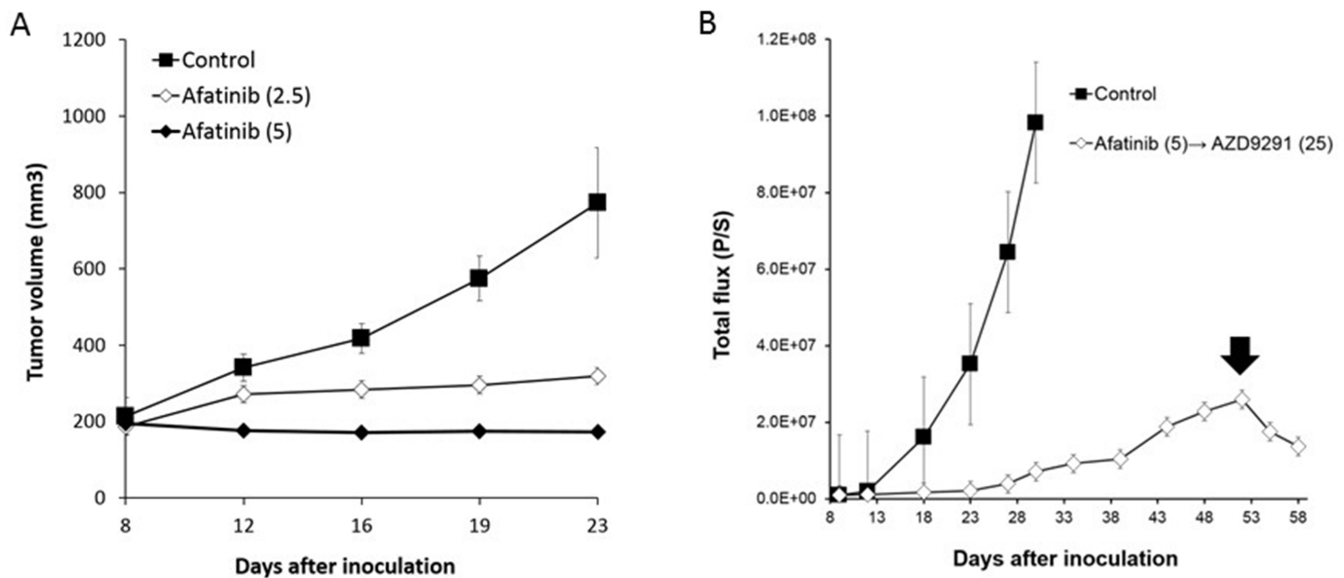 A
1200
1000
800
600
400
200
0
Tumor volume (mm3)
Control
Afatinib (2.5)
Afatinib (5)
8 12 16 19 23
Days after inoculation
B
1.2E+08
1.0E+08
8.0E+07
6.0E+07
4.0E+07
2.0E+07
0.0E+00
Total flux (P/S)
Control
Afatinib (5)→ AZD9291 (25)
8 13 18 23 28 33 38 43 48 53 58
Days after inoculation